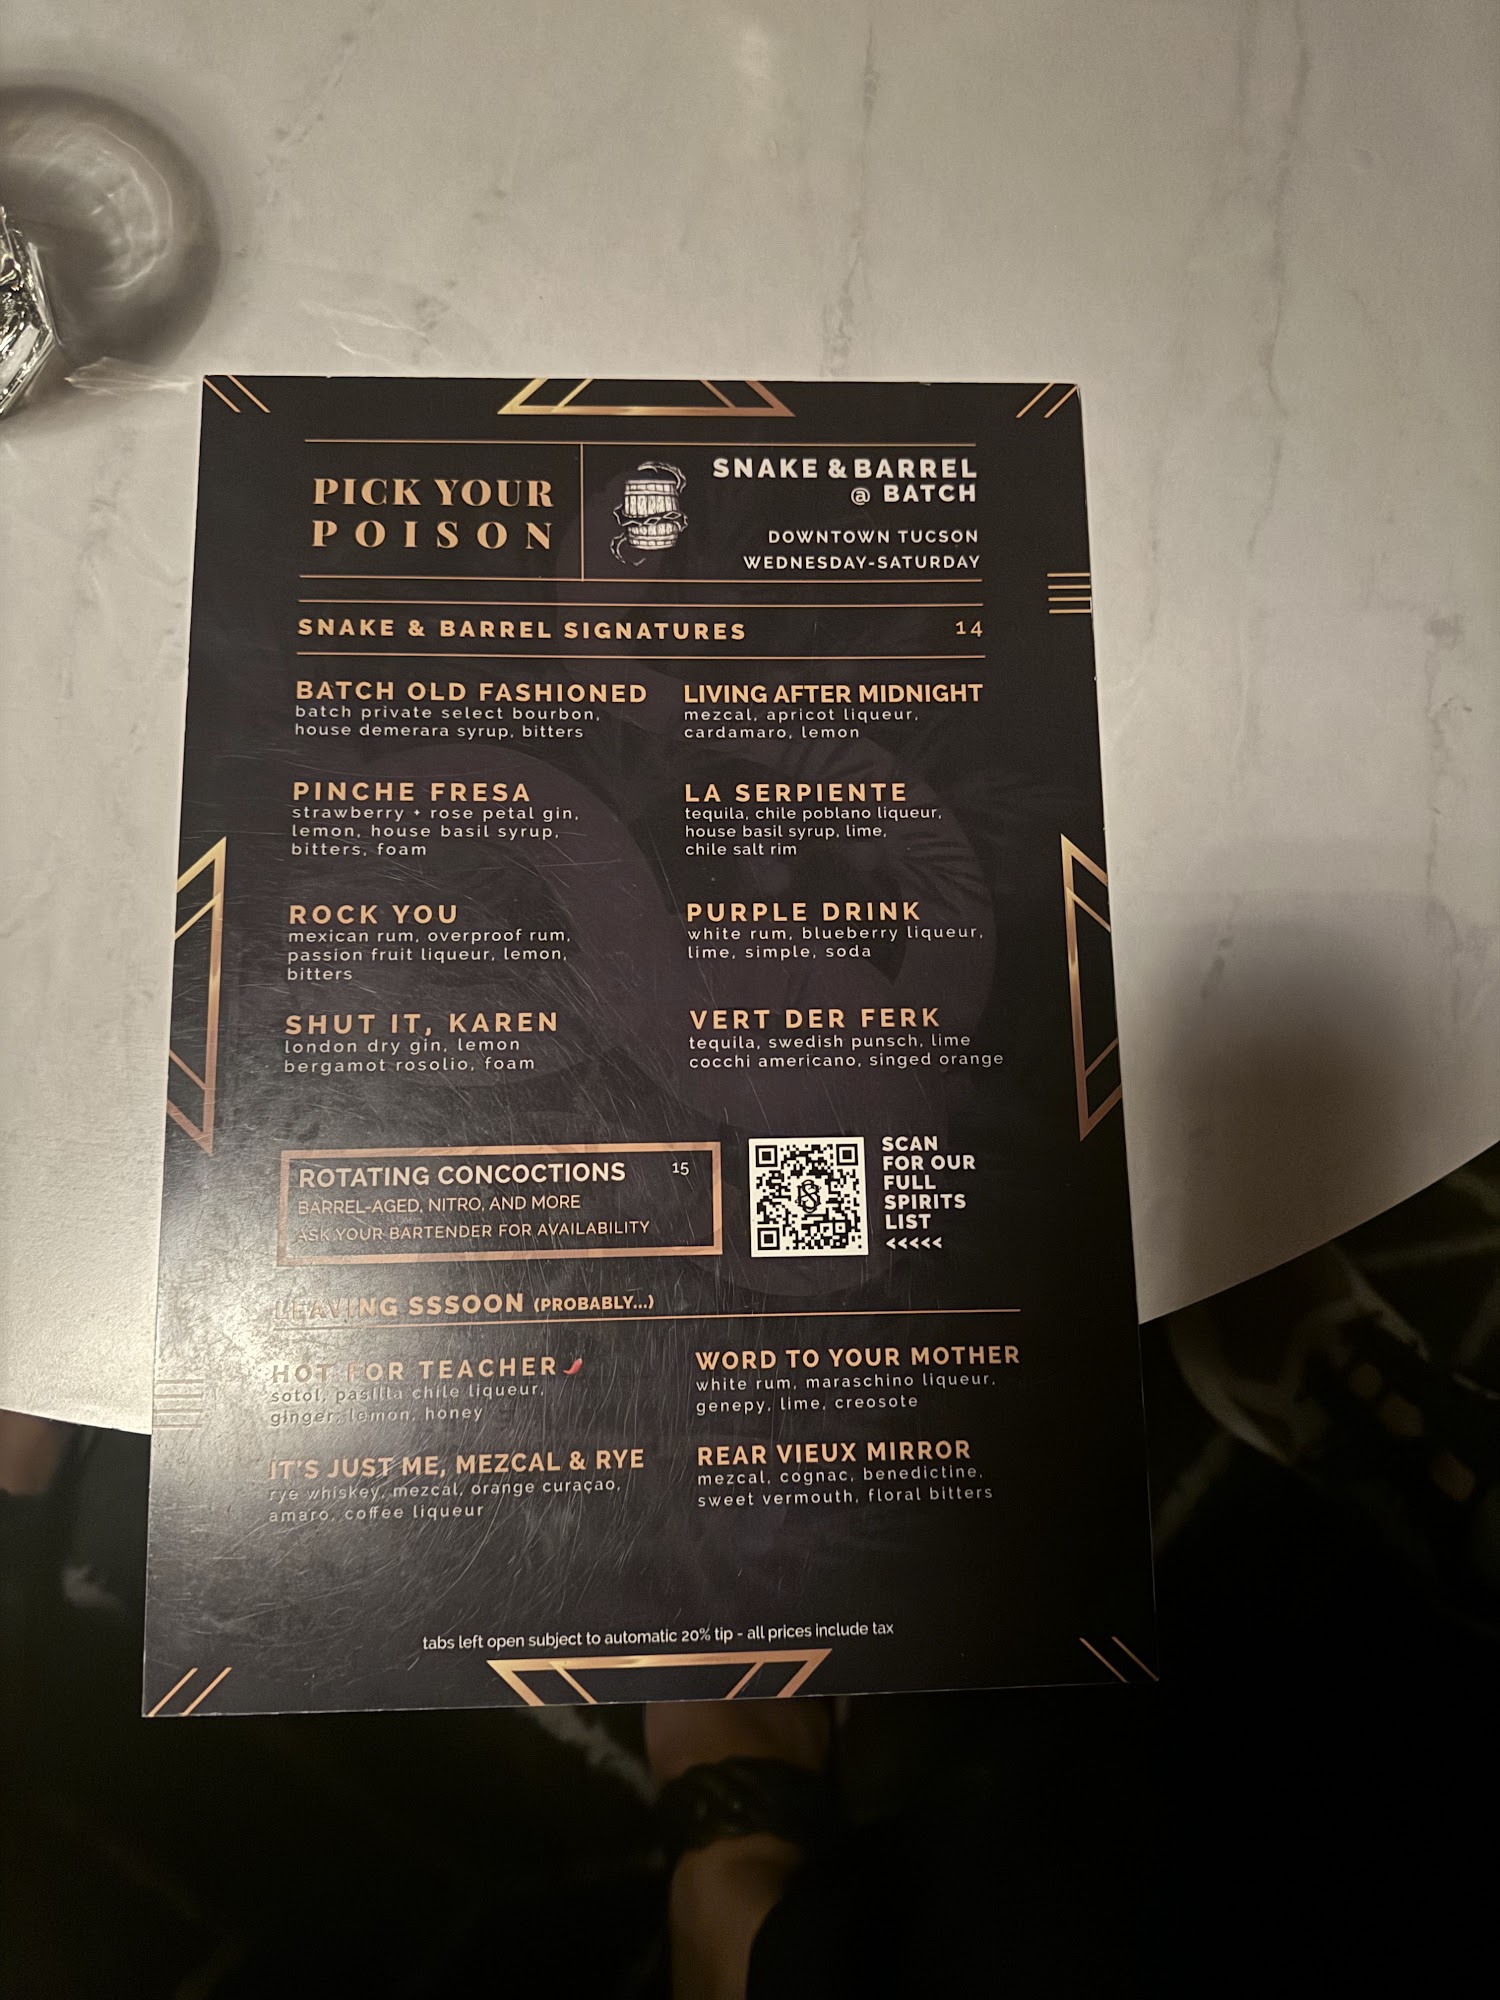 PICK YOUR
POISON
SNAKE & BARREL
@ BATCH
DOWNTOWN TUCSON
WEDNESDAY-SATURDAY
SNAKE & BARREL SIGNATURES 14
BATCH OLD FASHIONED
batch private select bourbon,
house demerara syrup, bitters
LIVING AFTER MIDNIGHT
mezcal, apricot liqueur,
cardamaro, lemon
PINCHE FRESA
strawberry + rose petal gin,
lemon, house basil syrup,
bitters, foam
LA SERPIENTE
tequila, chile poblano liqueur,
house basil syrup, lime,
chile salt rim
ROCK YOU
mexican rum, overproof rum,
passion fruit liqueur, lemon,
bitters
PURPLE DRINK
white rum, blueberry liqueur,
lime, simple, soda
SHUT IT, KAREN
london dry gin, lemon
bergamot rosolio, foam
VERT DER FERK
tequila, swedish punsch, lime
cocchi americano, singed orange
ROTATING CONCOCTIONS 15
BARREL-AGED, NITRO, AND MORE
ASK YOUR BARTENDER FOR AVAILABILITY
SCAN
FOR OUR
FULL
SPIRITS
LIST
<<<<<
LEAVING SSSOON (PROBABLY...)
HOT FOR TEACHER
sotol, pasilla chile liqueur,
ginger, lemon, honey
WORD TO YOUR MOTHER
white rum, maraschino liqueur,
genepy, lime, creosote
IT'S JUST ME, MEZCAL & RYE
rye whiskey, mezcal, orange curaçao,
amaro, coffee liqueur
REAR VIEUX MIRROR
mezcal, cognac, benedictine,
sweet vermouth, floral bitters
tabs left open subject to automatic 20% tip - all prices include tax